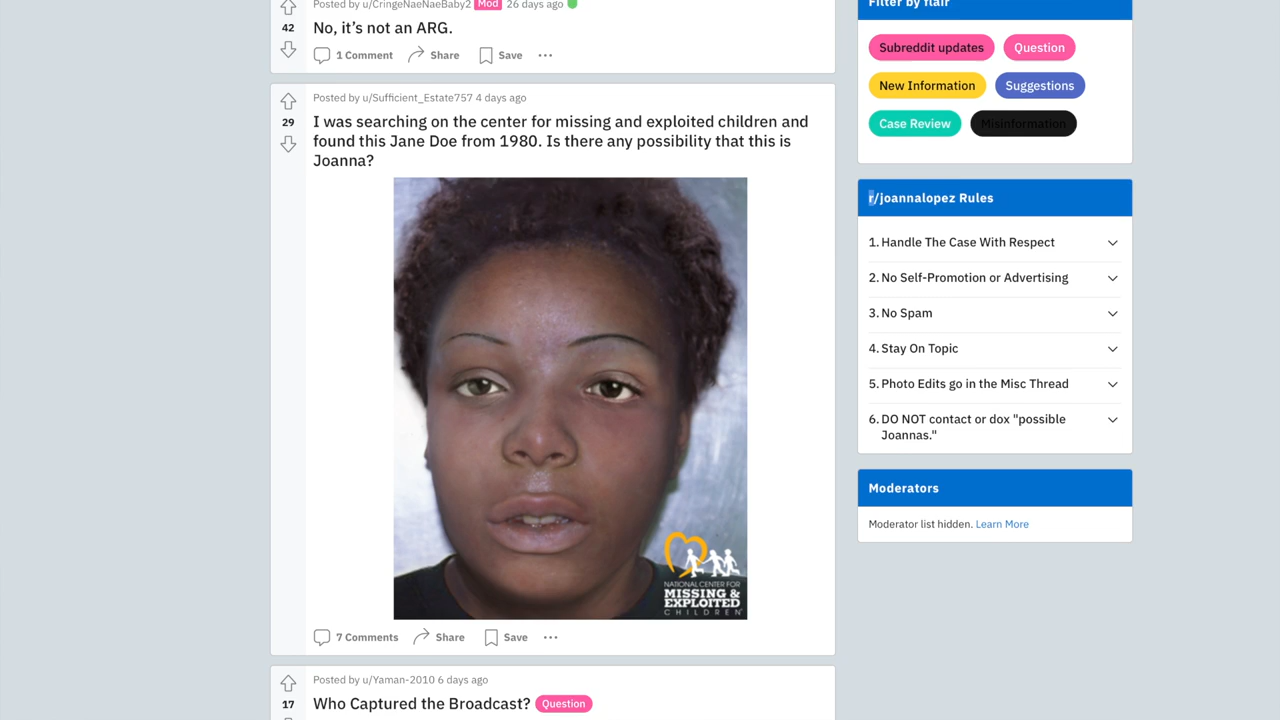 Posted by u/CringeNaeNaeBaby2 Mod 26 days ago
42
No, it’s not an ARG.
1 Comment Share Save
Posted by u/Sufficient_Estate757 4 days ago
29
I was searching on the center for missing and exploited children and
found this Jane Doe from 1980. Is there any possibility that this is
Joanna?
NATIONAL CENTER FOR
MISSING &
EXPLOITED
CHILDREN
7 Comments Share Save
Posted by u/Yaman-2010 6 days ago
17
Who Captured the Broadcast? Question
Filter by flair
Subreddit updates Question
New Information Suggestions
Case Review Misinformation
r/joannalopez Rules
1. Handle The Case With Respect
2. No Self-Promotion or Advertising
3. No Spam
4. Stay On Topic
5. Photo Edits go in the Misc Thread
6. DO NOT contact or dox "possible
Joannas."
Moderators
Moderator list hidden. Learn More